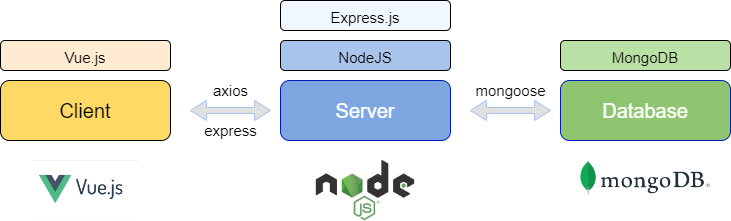 Express.js
Vue.js
NodeJS
MongoDB
Client
axios
express
Server
mongoose
Database
Vue.js
node
JS
mongoDB.